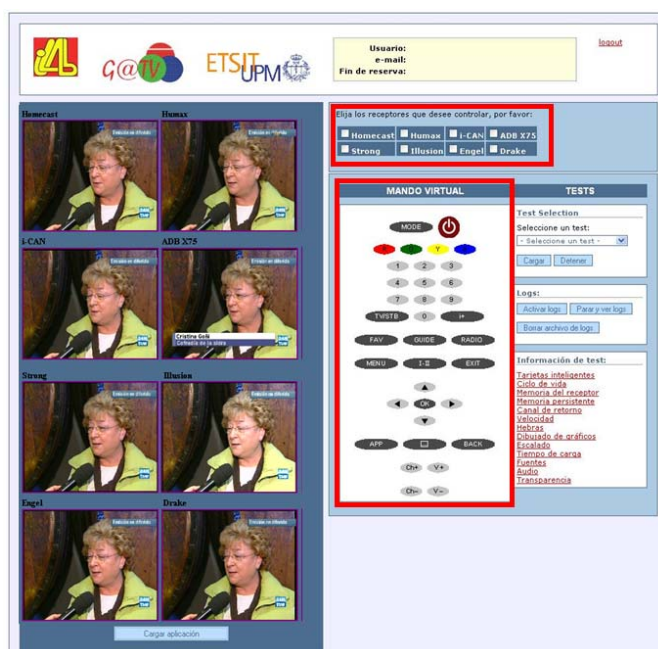 G@TV
ETSIT
UPM
Usuario:
e-mail:
Fin de reserva:
logout
Homecast Humax
i-CAN ADB X75
Cristina Goñi
Strong Illusion
Engel Drake
Cargar aplicación
Elija los receptores que desee controlar, por favor:
Homecast Humax i-CAN ADB X75
Strong Illusion Engel Drake
MANDO VIRTUAL
MODE
Y
1 2 3
4 5 6
7 8 9
TV/STB 0 i+
FAV GUIDE RADIO
MENU I-II EXIT
OK
APP BACK
Ch+ V+
Ch- V-
TESTS
Test Selection
Seleccione un test:
- Seleccione un test -
Cargar Detener
Logs:
Activar logs Parar y ver logs
Borrar archivo de logs
Información de test:
Tarjetas inteligentes
Ciclo de vida
Memoria del receptor
Memoria persistente
Canal de retorno
Velocidad
Hebras
Dibujado de gráficos
Escalado
Tiempo de carga
Fuentes
Audio
Transparencia